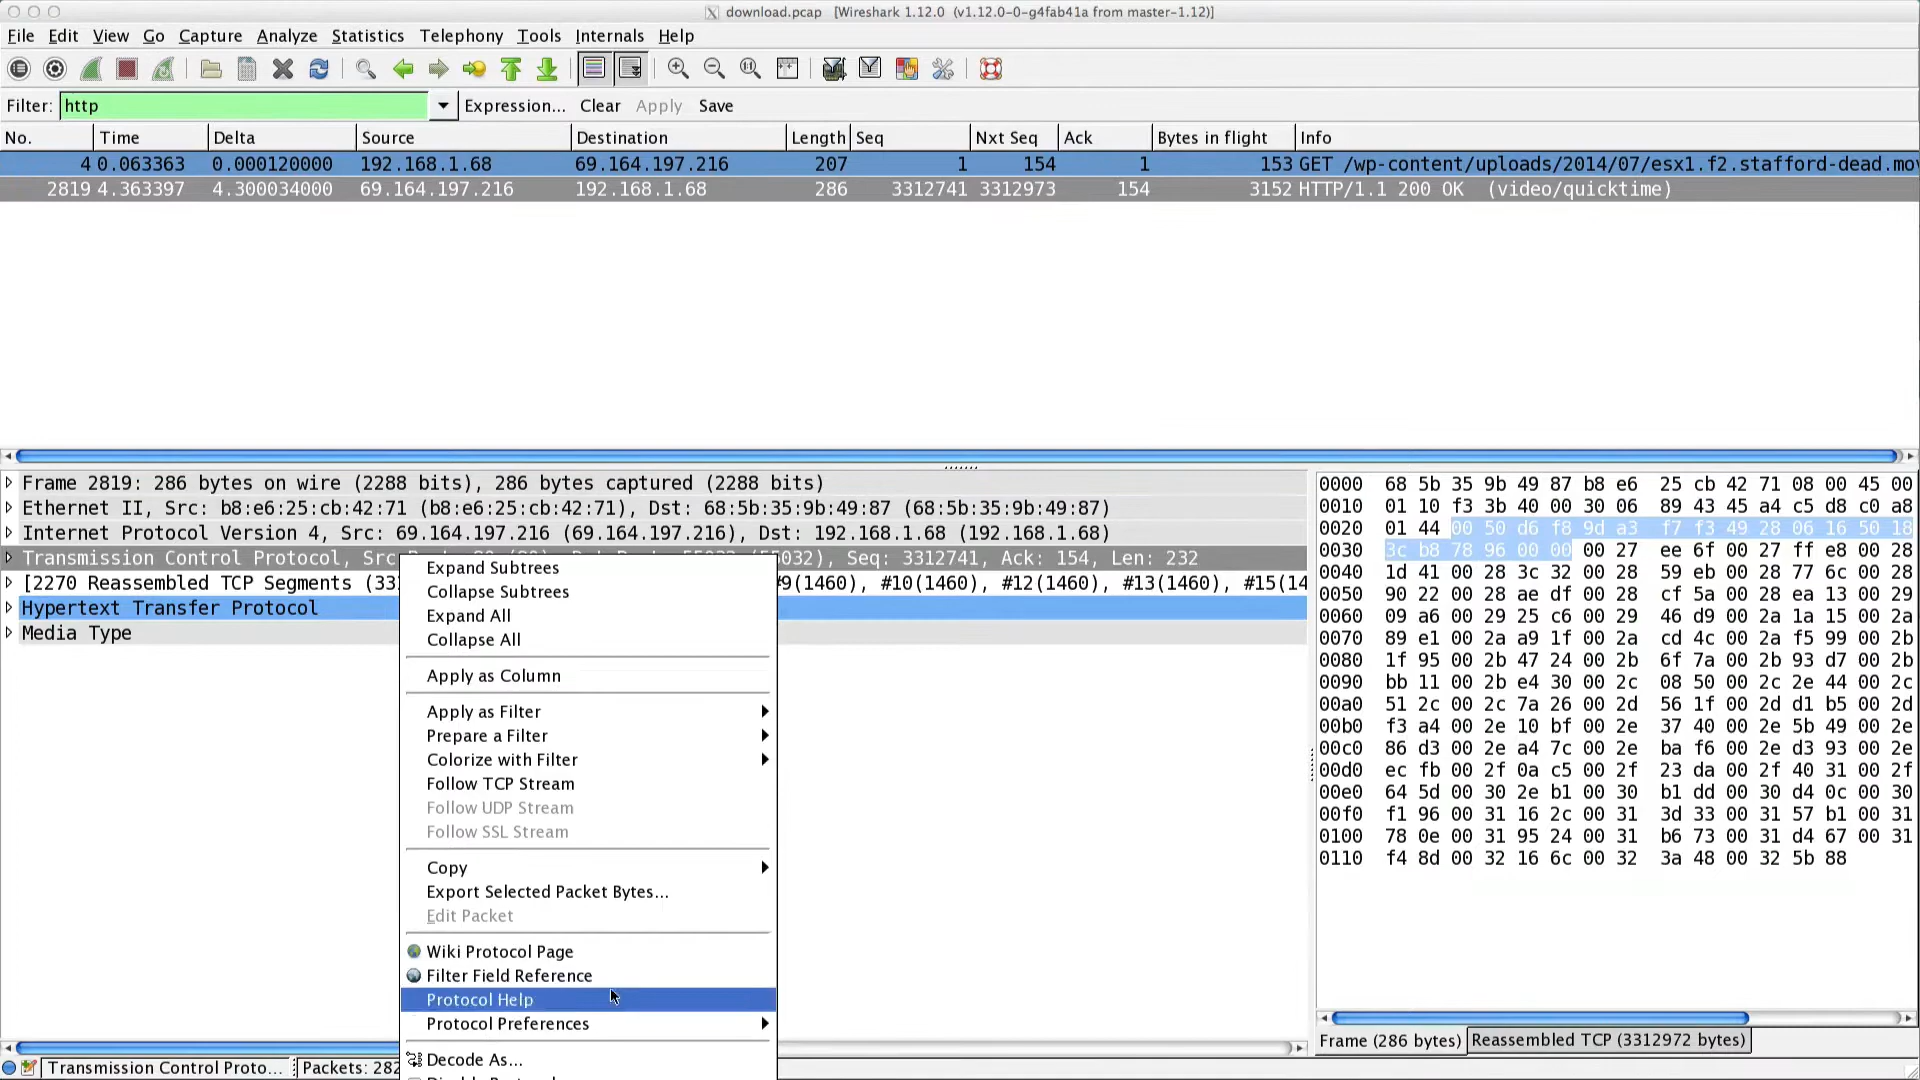 download.pcap [Wireshark 1.12.0 (v1.12.0-0-g4fab41a from master-1.12)]
File Edit View Go Capture Analyze Statistics Telephony Tools Internals Help
Filter: http Expression... Clear Apply Save
No. Time Delta Source Destination Length Seq Nxt Seq Ack Bytes in flight Info
4 0.063363 0.000120000 192.168.1.68 69.164.197.216 207 1 154 1 153 GET /wp-content/uploads/2014/07/esx1.f2.stafford-dead.mov
2819 4.363397 4.300034000 69.164.197.216 192.168.1.68 286 3312741 3312973 154 3152 HTTP/1.1 200 OK (video/quicktime)
Frame 2819: 286 bytes on wire (2288 bits), 286 bytes captured (2288 bits)
Ethernet II, Src: b8:e6:25:cb:42:71 (b8:e6:25:cb:42:71), Dst: 68:5b:35:9b:49:87 (68:5b:35:9b:49:87)
Internet Protocol Version 4, Src: 69.164.197.216 (69.164.197.216), Dst: 192.168.1.68 (192.168.1.68)
Transmission Control Protocol, Src Seq: 3312741, Ack: 154, Len: 232
[2270 Reassembled TCP Segments #9(1460), #10(1460), #12(1460), #13(1460), #15(14
Hypertext Transfer Protocol
Media Type
Expand Subtrees
Collapse Subtrees
Expand All
Collapse All
Apply as Column
Apply as Filter
Prepare a Filter
Colorize with Filter
Follow TCP Stream
Follow UDP Stream
Follow SSL Stream
Copy
Export Selected Packet Bytes...
Edit Packet
Wiki Protocol Page
Filter Field Reference
Protocol Help
Protocol Preferences
Decode As...
0000 68 5b 35 9b 49 87 b8 e6 25 cb 42 71 08 00 45 00
0010 01 10 f3 3b 40 00 30 06 89 43 45 a4 c5 d8 c0 a8
0020 01 44 00 50 d6 f8 9d a3 f7 f3 49 28 06 16 50 18
0030 3c b8 78 96 00 00 00 27 ee 6f 00 27 ff e8 00 28
0040 1d 41 00 28 3c 32 00 28 59 eb 00 28 77 6c 00 28
0050 90 22 00 28 ae df 00 28 cf 5a 00 28 ea 13 00 29
0060 09 a6 00 29 25 c6 00 29 46 d9 00 2a 1a 15 00 2a
0070 89 e1 00 2a a9 1f 00 2a cd 4c 00 2a f5 99 00 2b
0080 1f 95 00 2b 47 24 00 2b 6f 7a 00 2b 93 d7 00 2b
0090 bb 11 00 2b e4 30 00 2c 08 50 00 2c 2e 44 00 2c
00a0 51 2c 00 2c 7a 26 00 2d 56 1f 00 2d d1 b5 00 2d
00b0 f3 a4 00 2e 10 bf 00 2e 37 40 00 2e 5b 49 00 2e
00c0 86 d3 00 2e a4 7c 00 2e ba f6 00 2e d3 93 00 2e
00d0 ec fb 00 2f 0a c5 00 2f 23 da 00 2f 40 31 00 2f
00e0 64 5d 00 30 2e b1 00 30 b1 dd 00 30 d4 0c 00 30
00f0 f1 96 00 31 16 2c 00 31 3d 33 00 31 57 b1 00 31
0100 78 0e 00 31 95 24 00 31 b6 73 00 31 d4 67 00 31
0110 f4 8d 00 32 16 6c 00 32 3a 48 00 32 5b 88
Frame (286 bytes) Reassembled TCP (3312972 bytes)
Transmission Control Proto... Packets: 282